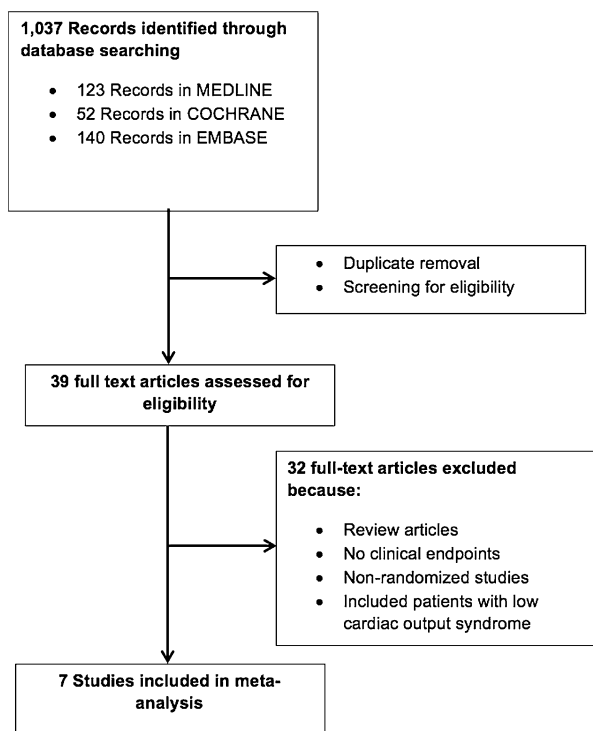 1,037 Records identified through
database searching
• 123 Records in MEDLINE
• 52 Records in COCHRANE
• 140 Records in EMBASE
• Duplicate removal
• Screening for eligibility
39 full text articles assessed for
eligibility
32 full-text articles excluded
because:
• Review articles
• No clinical endpoints
• Non-randomized studies
• Included patients with low
cardiac output syndrome
7 Studies included in meta-
analysis